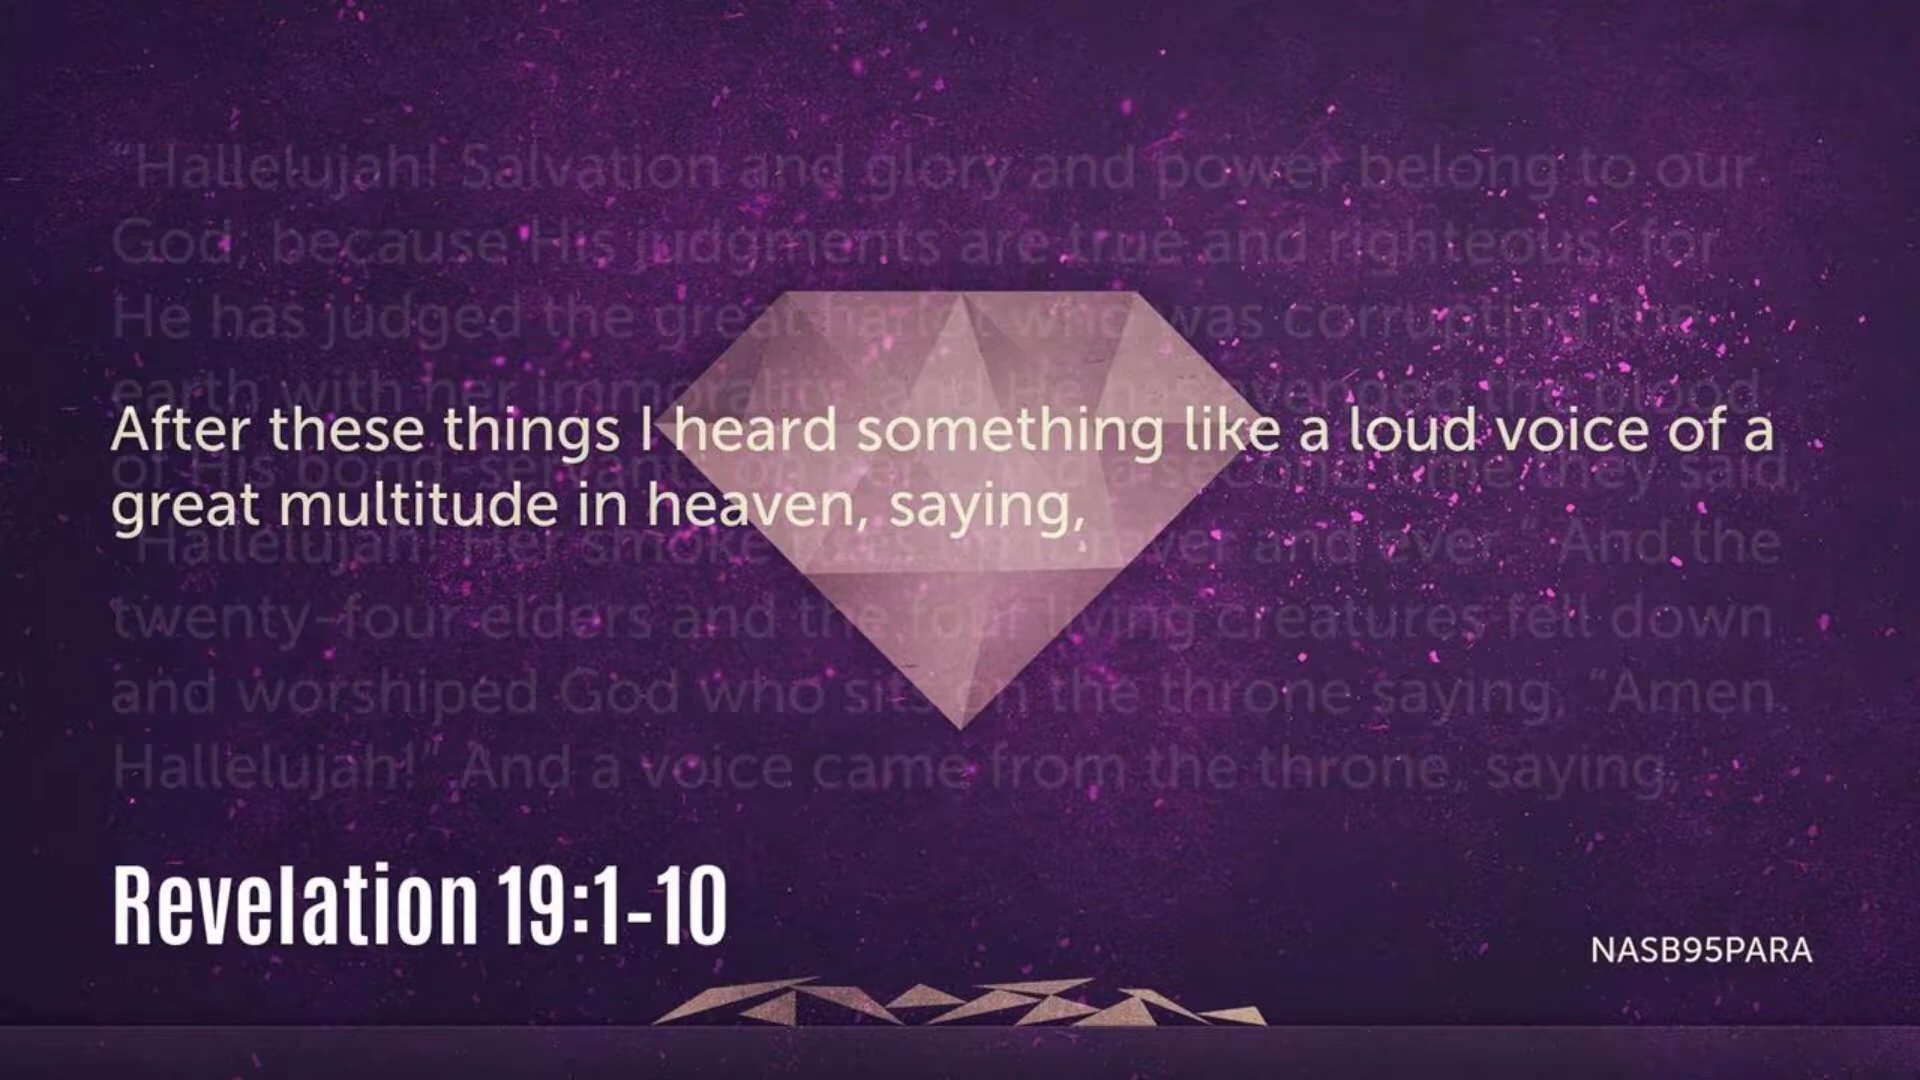 "Hallelujah! Salvation and glory and power belong to our
God; because His judgments are true and righteous; for
He has judged the great harlot who was corrupting the
earth with her immorality, and He has avenged the blood
After these things I heard something like a loud voice of a
of His bond-servants on her." And a second time they said,
great multitude in heaven, saying,
"Hallelujah! Her smoke rises up forever and ever." And the
twenty-four elders and the four living creatures fell down
and worshiped God who sits on the throne saying, "Amen.
Hallelujah!" And a voice came from the throne, saying,
Revelation 19:1-10
NASB95PARA